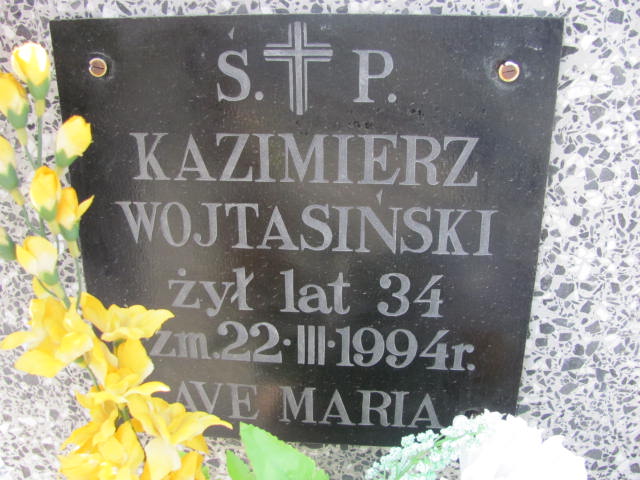 Ś. P.
KAZIMIERZ
WOJTASIŃSKI
żył lat 34
zm. 22·III·1994r.
AVE MARIA